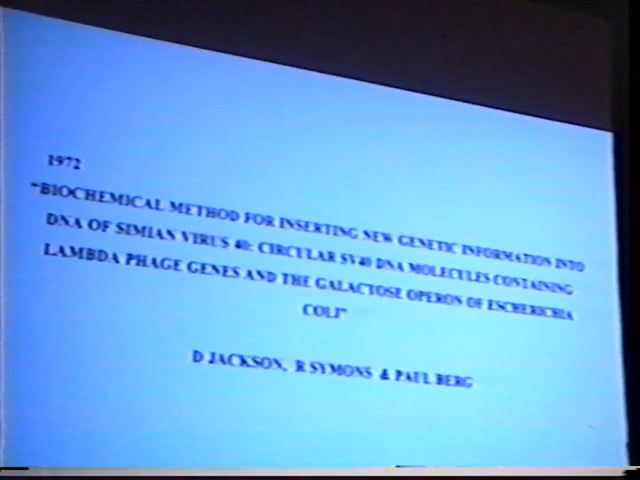 1972
"BIOCHEMICAL METHOD FOR INSERTING NEW GENETIC INFORMATION INTO
DNA OF SIMIAN VIRUS 40: CIRCULAR SV40 DNA MOLECULES CONTAINING
LAMBDA PHAGE GENES AND THE GALACTOSE OPERON OF ESCHERICHIA
COLI"
D JACKSON, R SYMONS & PAUL BERG